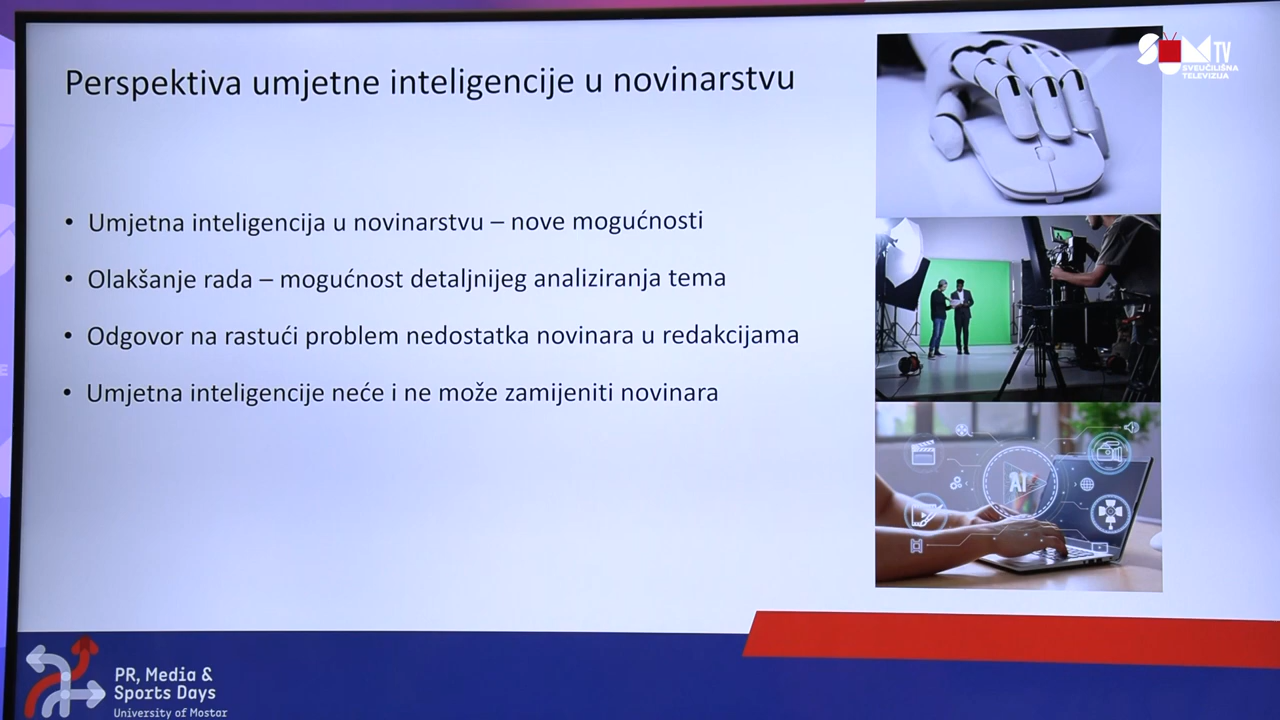 SUM TV
SVEUČILIŠNA
TELEVIZIJA
Perspektiva umjetne inteligencije u novinarstvu
• Umjetna inteligencija u novinarstvu – nove mogućnosti
• Olakšanje rada – mogućnost detaljnijeg analiziranja tema
• Odgovor na rastući problem nedostatka novinara u redakcijama
• Umjetna inteligencije neće i ne može zamijeniti novinara
AI
PR, Media &
Sports Days
University of Mostar